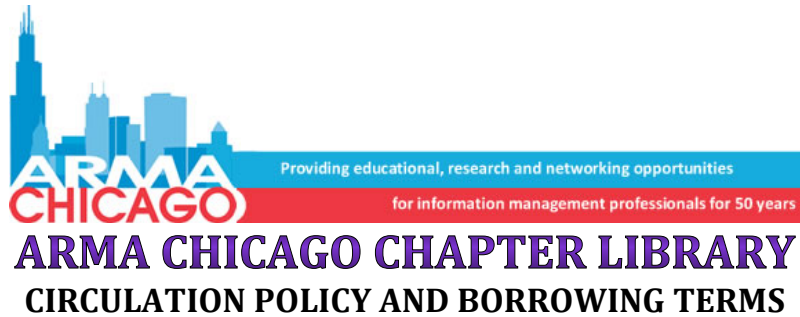 ARMA
CHICAGO
Providing educational, research and networking opportunities
for information management professionals for 50 years
ARMA CHICAGO CHAPTER LIBRARY
CIRCULATION POLICY AND BORROWING TERMS